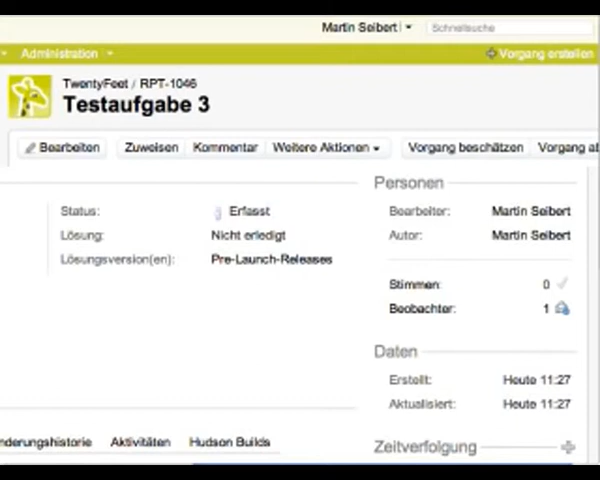 Martin Seibert Schnellsuche
Administration Vorgang erstellen
TwentyFeet / RPT-1046
Testaufgabe 3
Bearbeiten Zuweisen Kommentar Weitere Aktionen Vorgang beschätzen Vorgang ab
Personen
Status: Erfasst Bearbeiter: Martin Seibert
Lösung: Nicht erledigt Autor: Martin Seibert
Lösungsversion(en): Pre-Launch-Releases
Stimmen: 0
Beobachter: 1
Daten
Erstellt: Heute 11:27
Aktualisiert: Heute 11:27
nderungshistorie Aktivitäten Hudson Builds Zeitverfolgung